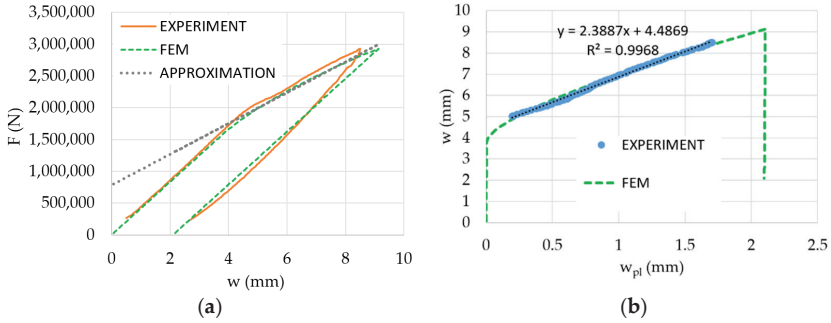 3,500,000
3,000,000
2,500,000
2,000,000
1,500,000
1,000,000
500,000
0
F (N)
EXPERIMENT
FEM
APPROXIMATION
0 2 4 6 8 10
w (mm)
(a)
10
9
8
7
6
5
4
3
2
1
0
w (mm)
y = 2.3887x + 4.4869
R² = 0.9968
EXPERIMENT
FEM
0 0.5 1 1.5 2 2.5
wpl (mm)
(b)